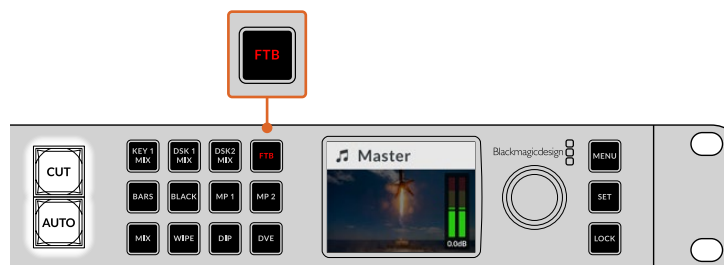 FTB
KEY 1 MIX
DSK 1 MIX
DSK2 MIX
FTB
♫ Master
Blackmagicdesign
MENU
CUT
BARS
BLACK
MP 1
MP 2
SET
AUTO
MIX
WIPE
DIP
DVE
0.0dB
LOCK